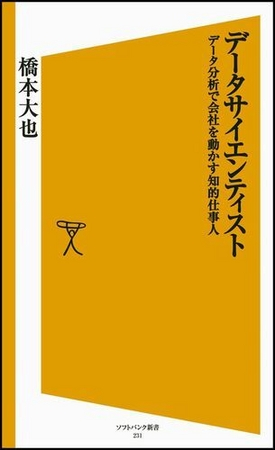 データサイエンティスト
データ分析で会社を動かす知的仕事人
橋本大也
ソフトバンク新書
231